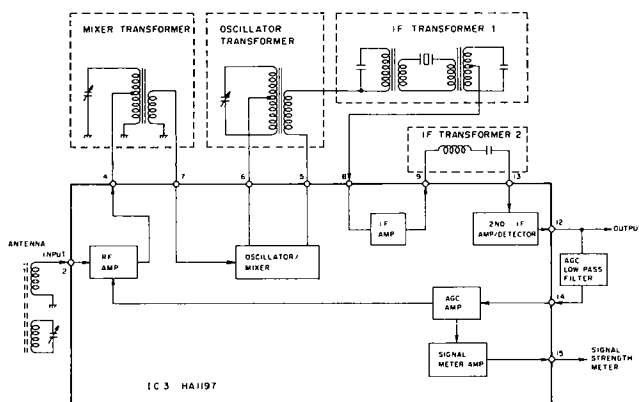 MIXER TRANSFORMER
OSCILLATOR
TRANSFORMER
IF TRANSFORMER 1
IF TRANSFORMER 2
4
7
6
5
8
9
13
ANTENNA
INPUT
2
RF
AMP
OSCILLATOR/
MIXER
IF
AMP
2ND IF
AMP/DETECTOR
12
OUTPUT
AGC
LOW PASS
FILTER
AGC
AMP
14
SIGNAL
METER AMP
15
SIGNAL
STRENGTH
METER
IC 3 HA1197